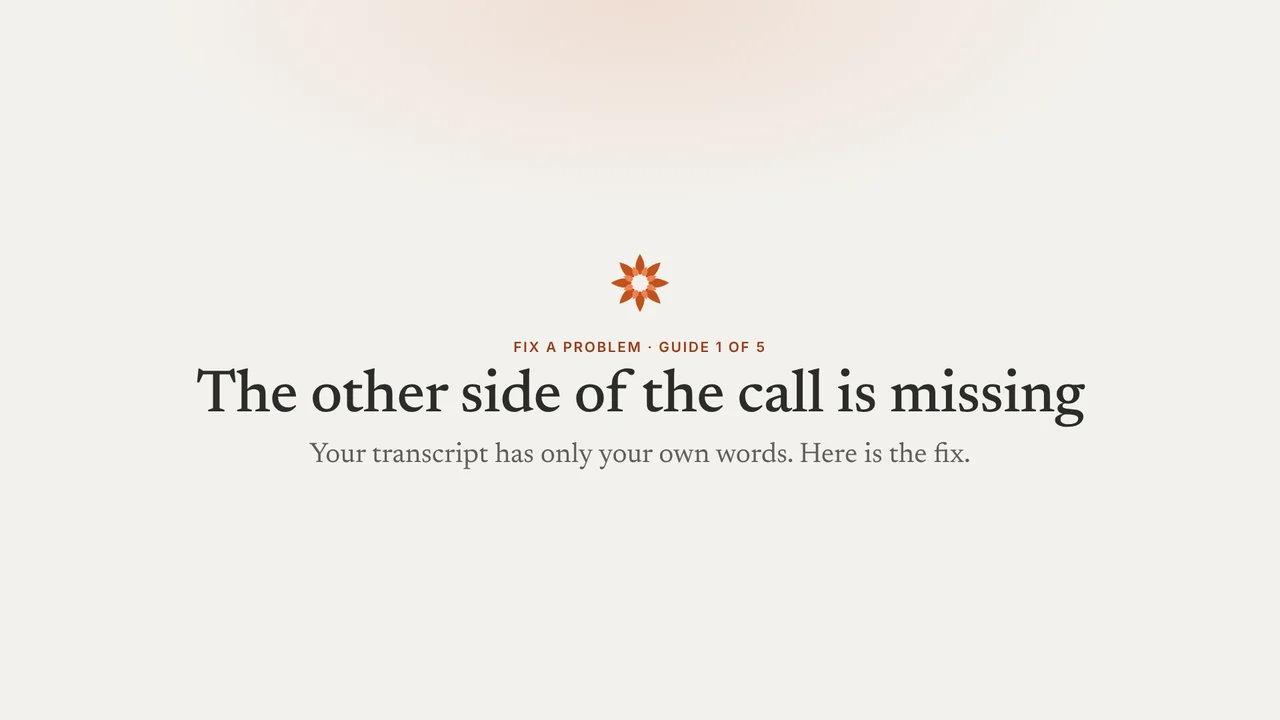 FIX A PROBLEM · GUIDE 1 OF 5
The other side of the call is missing
Your transcript has only your own words. Here is the fix.